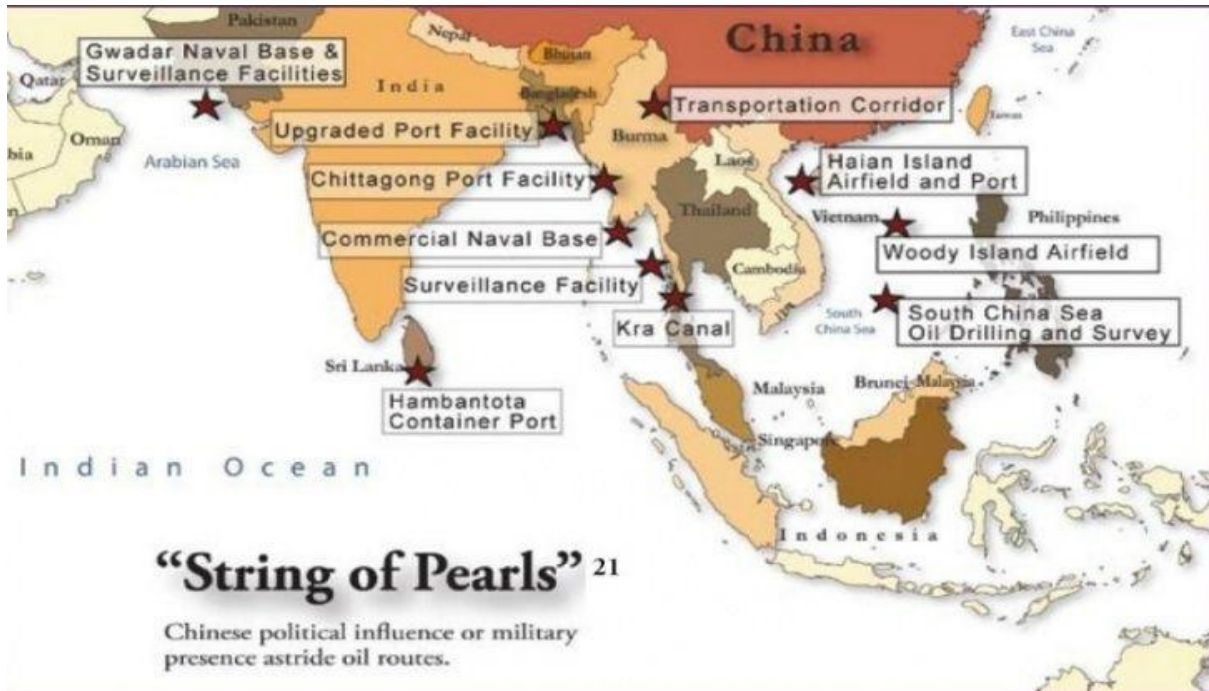 Pakistan
Nepal
China
East China
Sea
Gwadar Naval Base &
Surveillance Facilities
Bhutan
Qatar
India
Bangladesh
Transportation Corridor
Taiwan
Upgraded Port Facility
Burma
Oman
bia
Arabian Sea
Laos
Haian Island
Airfield and Port
Chittagong Port Facility
Thailand
Vietnam
Philippines
Commercial Naval Base
Woody Island Airfield
Cambodia
Surveillance Facility
South
China Sea
South China Sea
Oil Drilling and Survey
Kra Canal
Sri Lanka
Malaysia
Brunei
Malaysia
Hambantota
Container Port
Singapore
Indian Ocean
Indonesia
“String of Pearls” 21
Chinese political influence or military
presence astride oil routes.